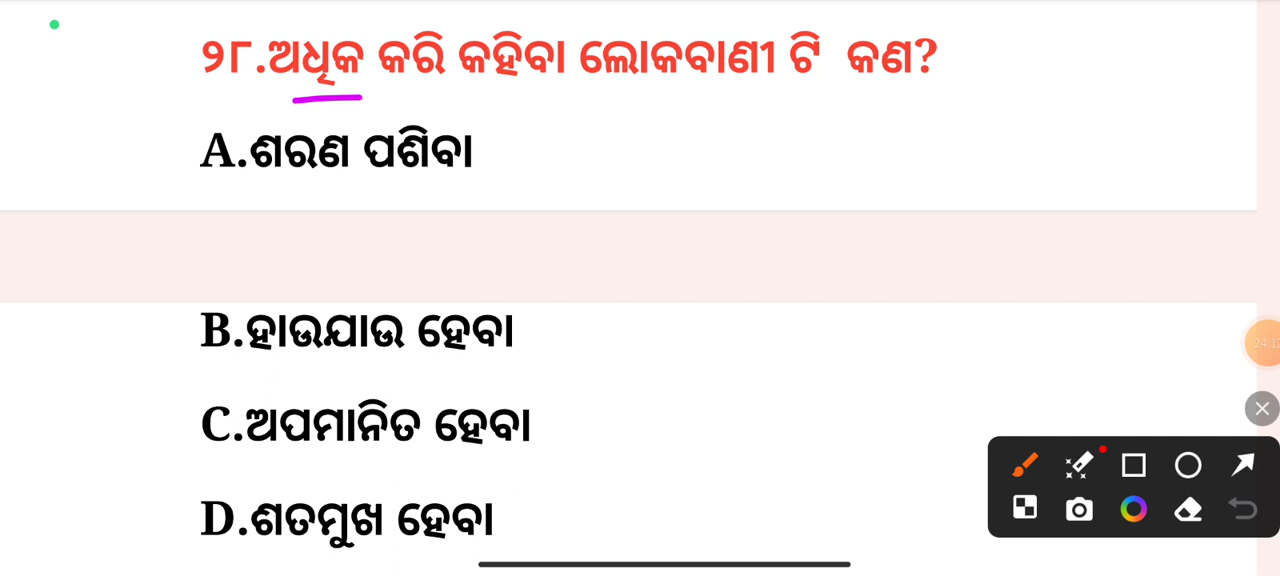 ୨୮.ଅଧିକ କରି କହିବା ଲୋକବାଣୀ ଟି କଣ?
A.ଶରଣ ପଶିବା
B.ହାଉଯାଉ ହେବା
C.ଅପମାନିତ ହେବା
D.ଶତମୁଖ ହେବା